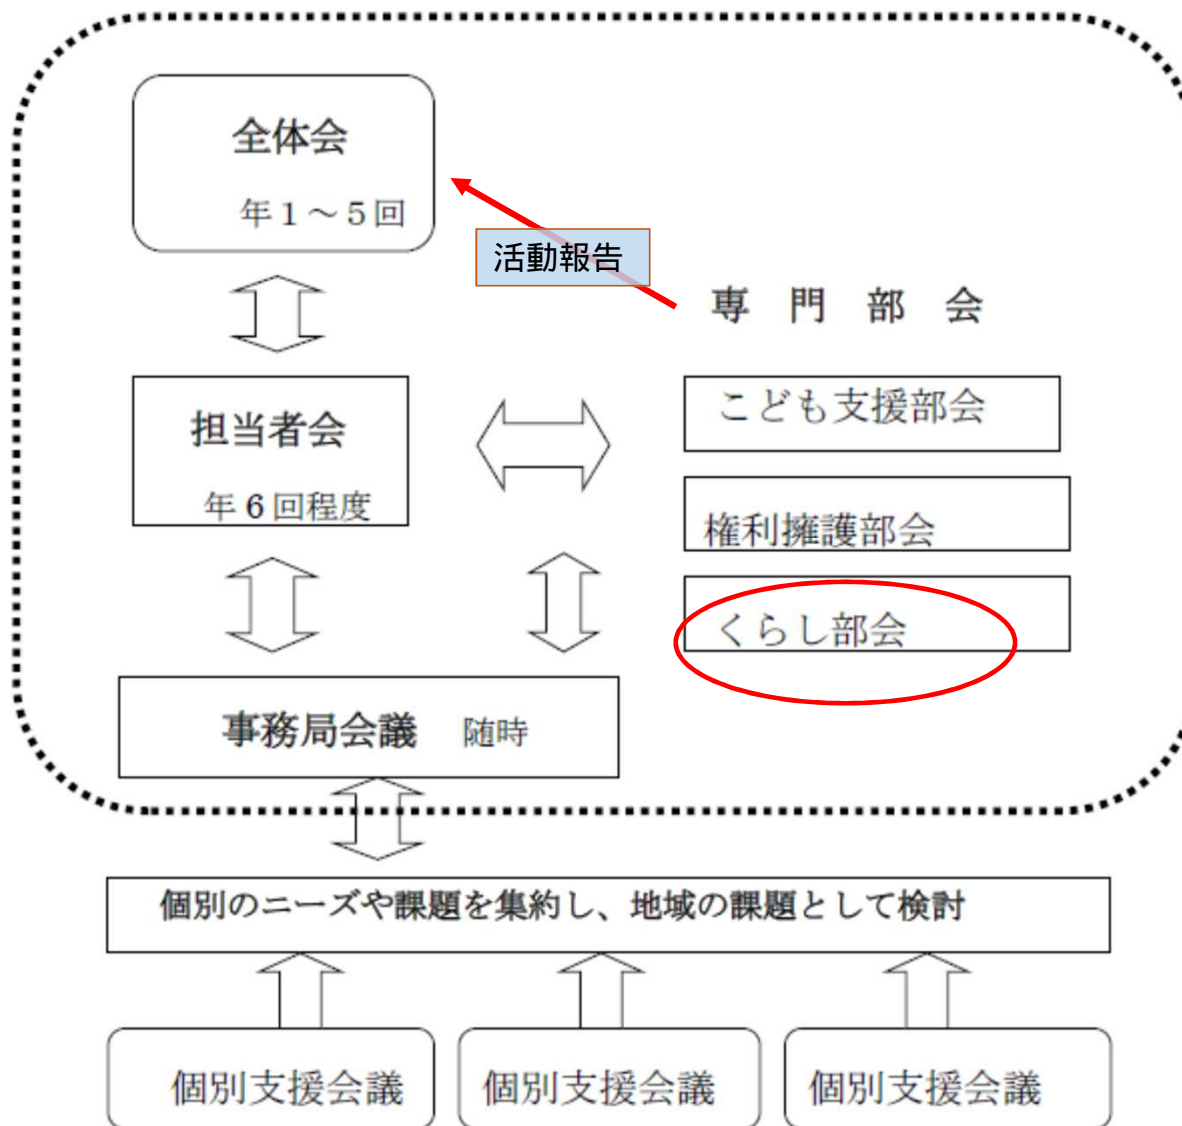 全体会
年1～5回
活動報告
専門部会
こども支援部会
担当者会
年6回程度
権利擁護部会
くらし部会
事務局会議 随時
個別のニーズや課題を集約し、地域の課題として検討
個別支援会議
個別支援会議
個別支援会議